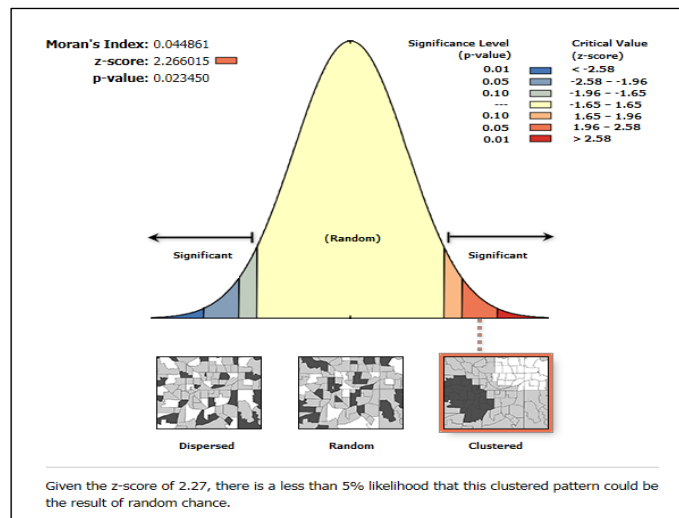 Moran's Index: 0.044861
z-score: 2.266015
p-value: 0.023450
Significance Level
(p-value)
Critical Value
(z-score)
0.01 < -2.58
0.05 -2.58 – -1.96
0.10 -1.96 – -1.65
--- -1.65 – 1.65
0.10 1.65 – 1.96
0.05 1.96 – 2.58
0.01 > 2.58
(Random)
Significant
Significant
Dispersed
Random
Clustered
Given the z-score of 2.27, there is a less than 5% likelihood that this clustered pattern could be
the result of random chance.